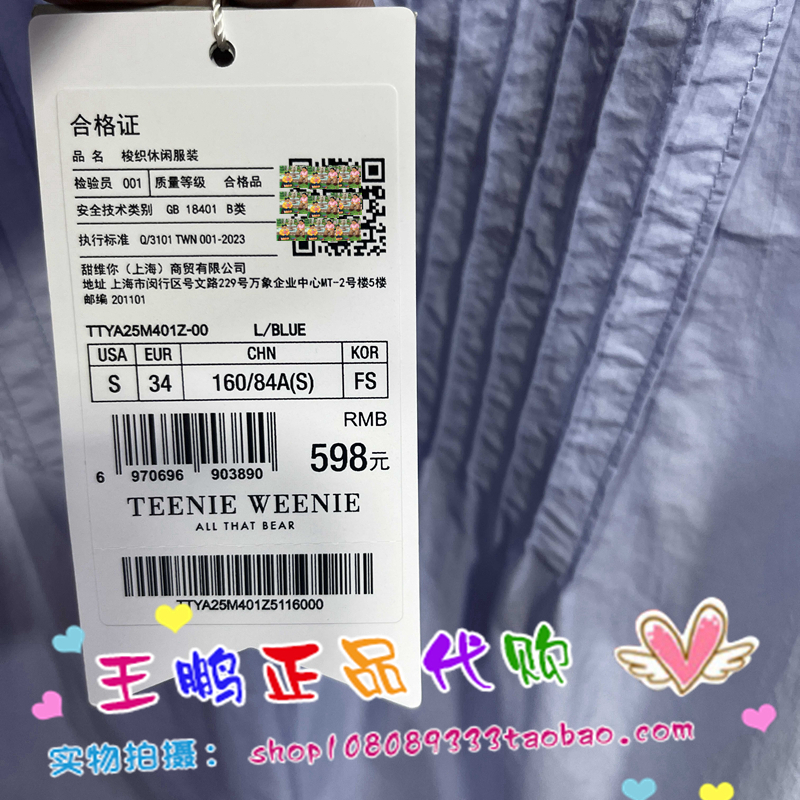 合格证
品 名 梭织休闲服装
检验员 001 质量等级 合格品
安全技术类别 GB 18401 B类
执行标准 Q/3101 TWN 001-2023
甜维你（上海）商贸有限公司
地址 上海市闵行区号文路229号万象企业中心MT-2号楼5楼
邮编 201101
TTYA25M401Z-00 L/BLUE
USA EUR CHN KOR
S 34 160/84A(S) FS
RMB
598元
6 970696 903890
TEENIE WEENIE
ALL THAT BEAR
TTYA25M401Z5116000
王鹏正品代购
实物拍摄：shop108089333taobao.com